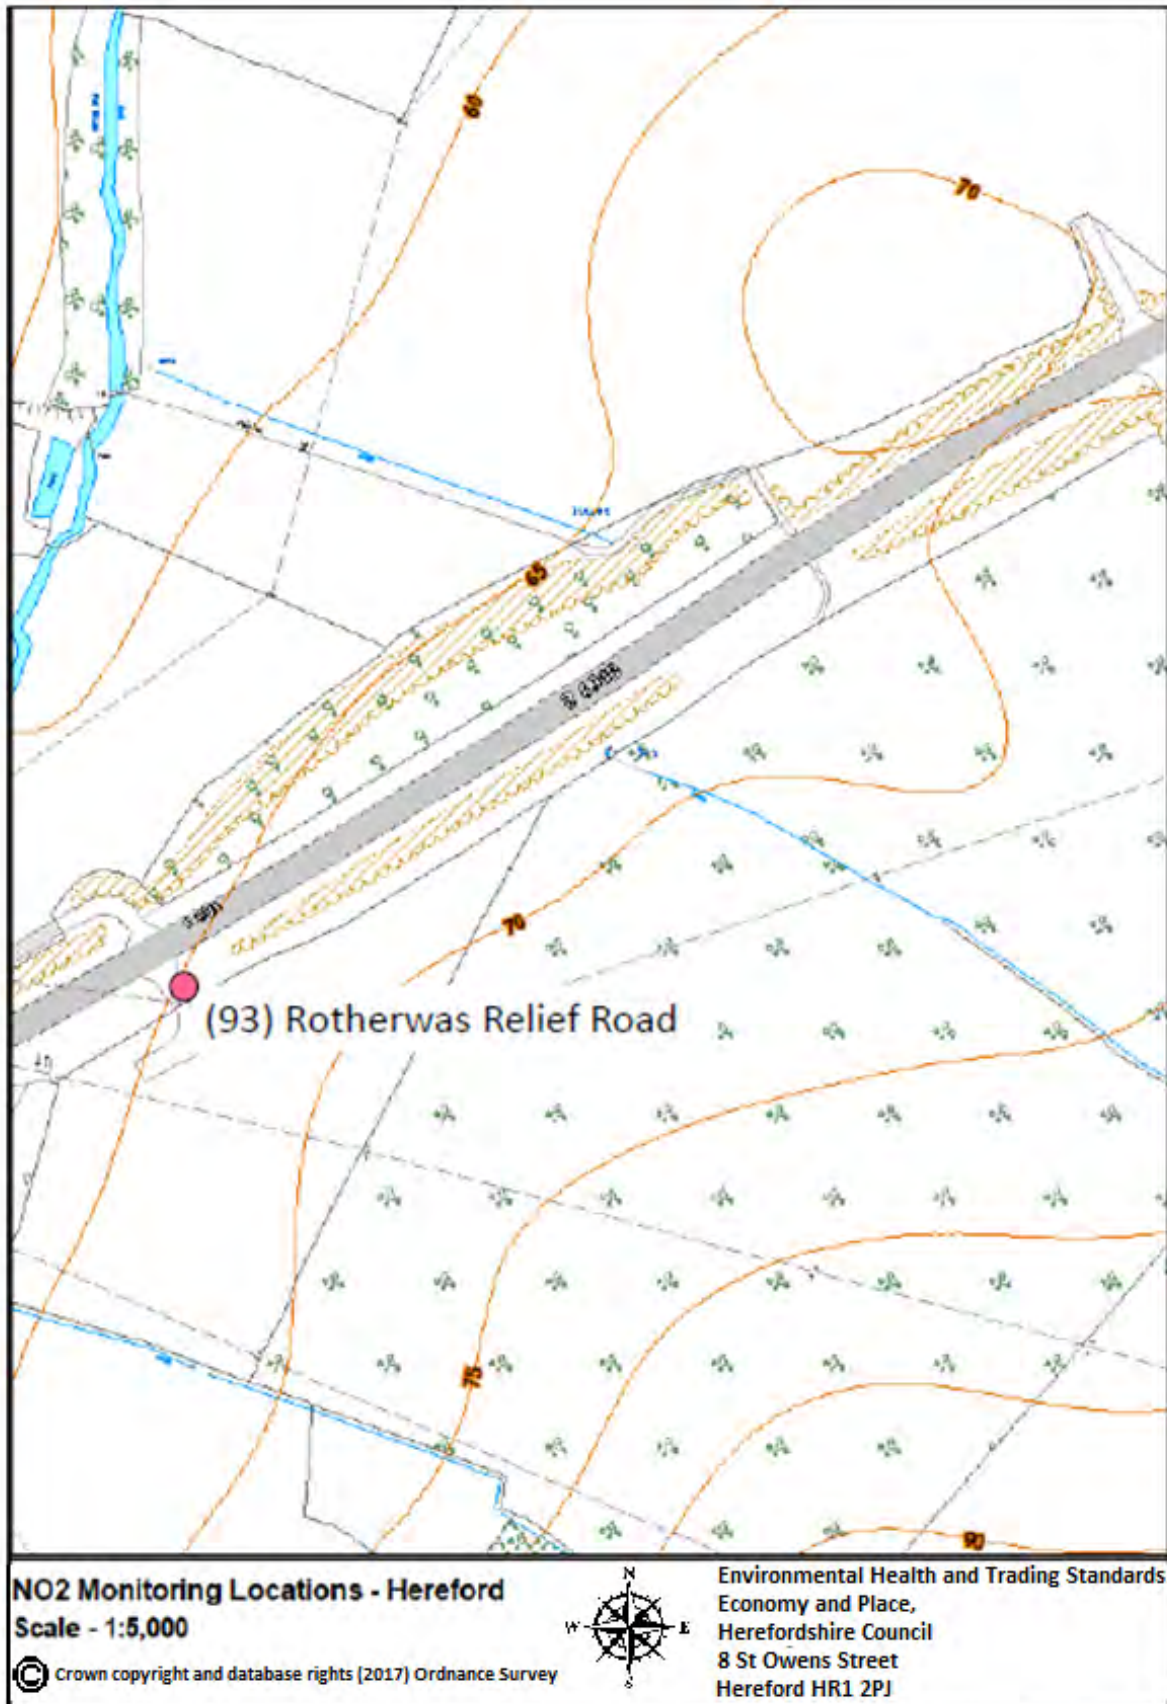 60
70
65
70
(93) Rotherwas Relief Road
75
90
NO2 Monitoring Locations - Hereford
Scale - 1:5,000
© Crown copyright and database rights (2017) Ordnance Survey
N
W E
S
Environmental Health and Trading Standards
Economy and Place,
Herefordshire Council
8 St Owens Street
Hereford HR1 2PJ